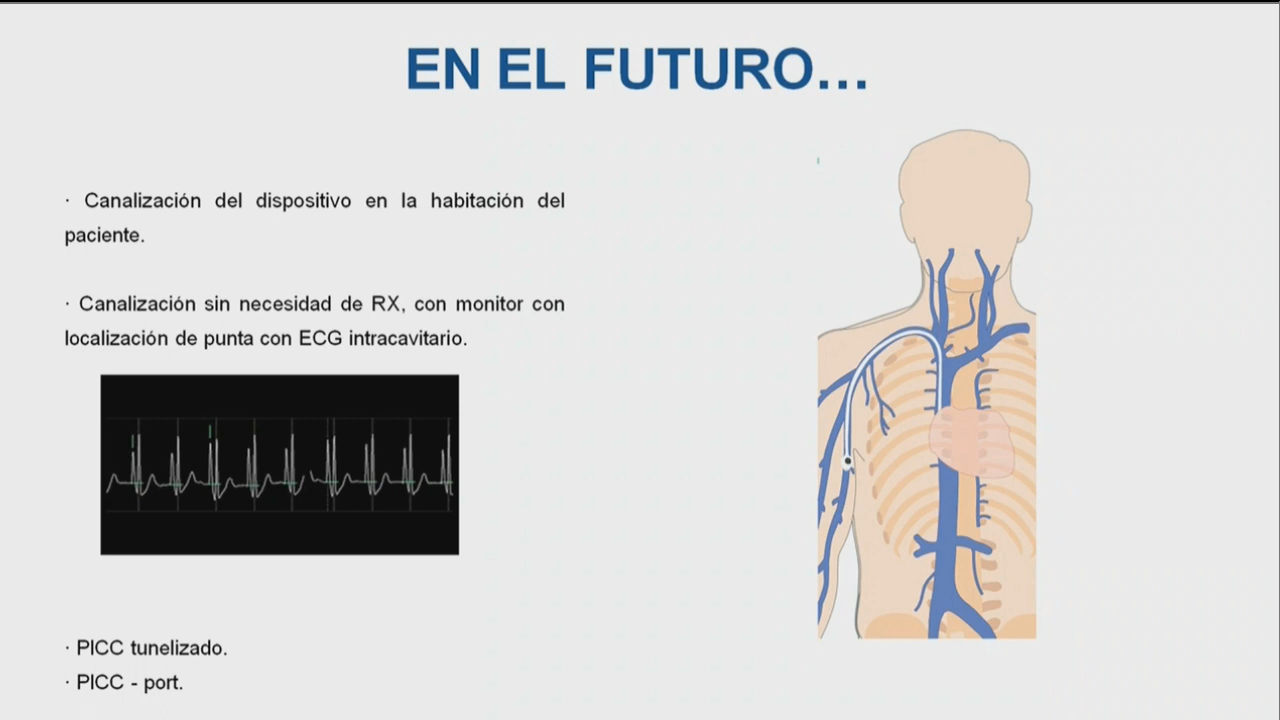 EN EL FUTURO...
· Canalización del dispositivo en la habitación del
paciente.
· Canalización sin necesidad de RX, con monitor con
localización de punta con ECG intracavitario.
· PICC tunelizado.
· PICC - port.